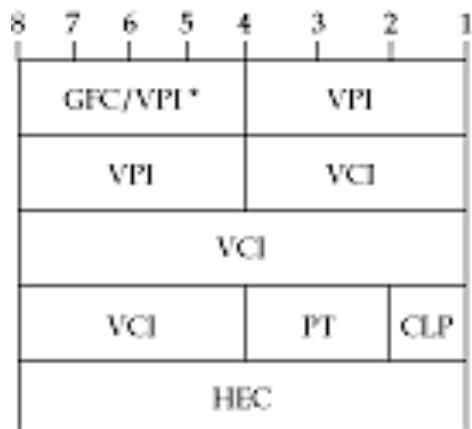 8 7 6 5 4 3 2 1
GFC/VPI * VPI
VPI VCI
VCI
VCI PT CLP
HEC